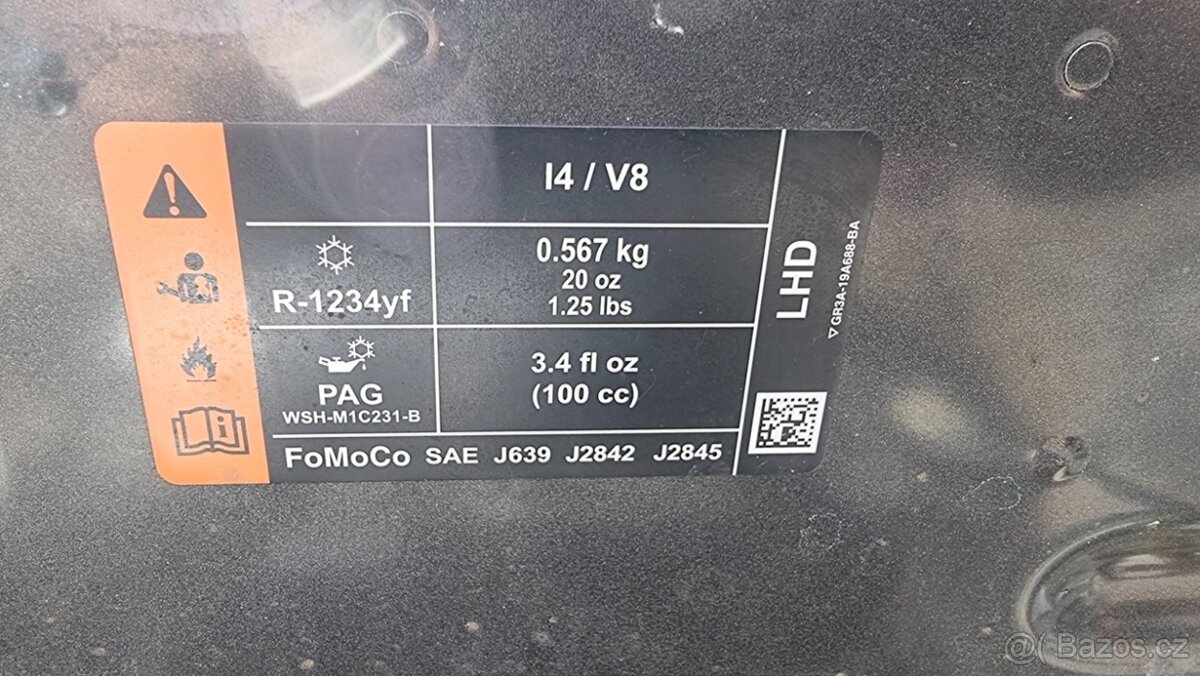 I4 / V8
R-1234yf
0.567 kg
20 oz
1.25 lbs
PAG
WSH-M1C231-B
3.4 fl oz
(100 cc)
FoMoCo SAE J639 J2842 J2845
LHD
GR3A-19A688-BA
@( Bazos.cz